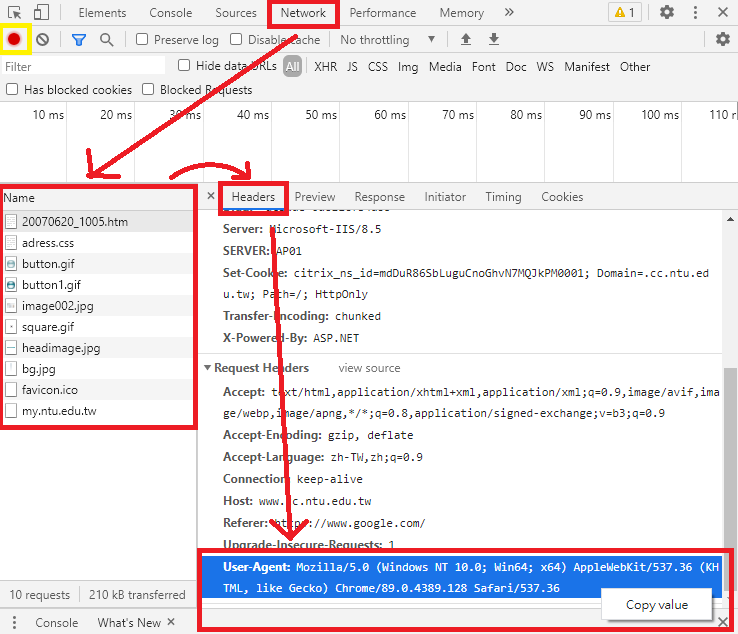 Elements Console Sources Network Performance Memory » 1
Preserve log Disable cache No throttling ▼
Filter Hide data URLs All XHR JS CSS Img Media Font Doc WS Manifest Other
Has blocked cookies Blocked Requests
10 ms 20 ms 30 ms 40 ms 50 ms 60 ms 70 ms 80 ms 90 ms 100 ms 110 r
Name
20070620_1005.htm
adress.css
button.gif
button1.gif
image002.jpg
square.gif
headimage.jpg
bg.jpg
favicon.ico
my.ntu.edu.tw
10 requests 210 kB transferred
× Headers Preview Response Initiator Timing Cookies
Server: Microsoft-IIS/8.5
SERVER: AP01
Set-Cookie: citrix_ns_id=mdDuR86SbLuguCnoGhvN7MQJkPM0001; Domain=.cc.ntu.ed
u.tw; Path=/; HttpOnly
Transfer-Encoding: chunked
X-Powered-By: ASP.NET
▼ Request Headers view source
Accept: text/html,application/xhtml+xml,application/xml;q=0.9,image/avif,ima
ge/webp,image/apng,*/*;q=0.8,application/signed-exchange;v=b3;q=0.9
Accept-Encoding: gzip, deflate
Accept-Language: zh-TW,zh;q=0.9
Connection: keep-alive
Host: www.cc.ntu.edu.tw
Referer: https://www.google.com/
Upgrade-Insecure-Requests: 1
User-Agent: Mozilla/5.0 (Windows NT 10.0; Win64; x64) AppleWebKit/537.36 (KH
TML, like Gecko) Chrome/89.0.4389.128 Safari/537.36
Copy value
Console What's New ×